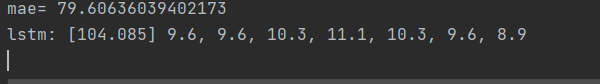 mae= 79.60636039402173
lstm: [104.085] 9.6, 9.6, 10.3, 11.1, 10.3, 9.6, 8.9